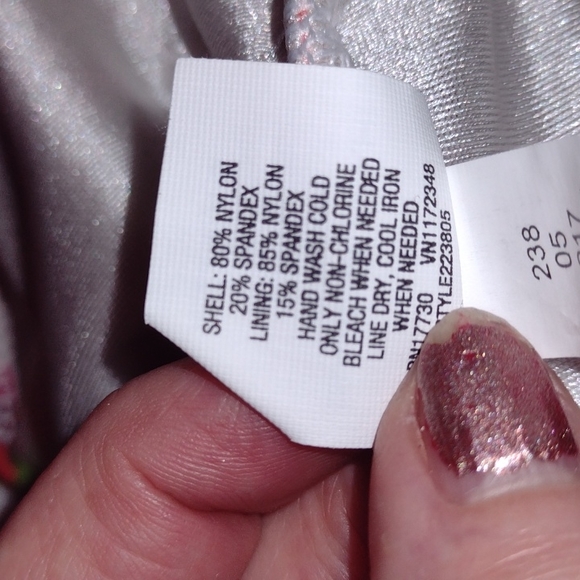 SHELL: 80% NYLON
20% SPANDEX
LINING: 85% NYLON
15% SPANDEX
HAND WASH COLD
ONLY NON-CHLORINE
BLEACH WHEN NEEDED
LINE DRY, COOL IRON
WHEN NEEDED
RN17730 VN1172348
STYLE223805
238
05